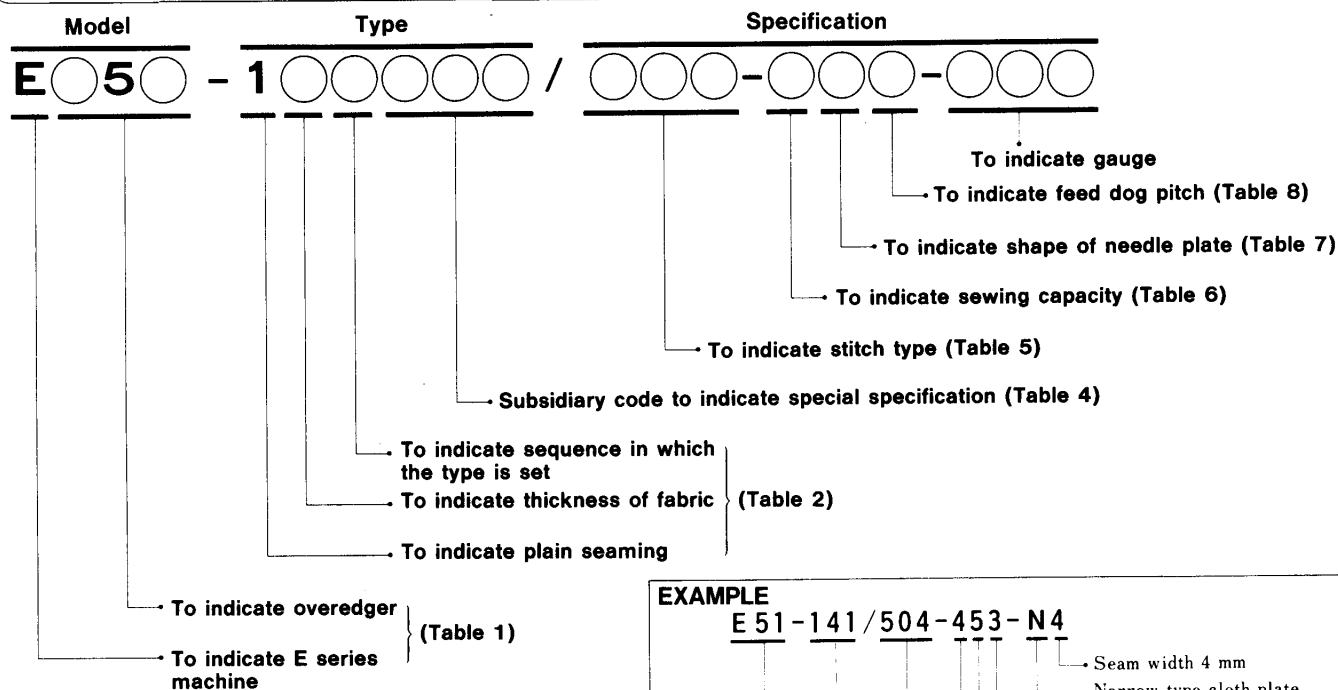 Model Type Specification
E○5○ - 1○○○○○ / ○○○-○○○-○○○
To indicate gauge
To indicate feed dog pitch (Table 8)
To indicate shape of needle plate (Table 7)
To indicate sewing capacity (Table 6)
To indicate stitch type (Table 5)
Subsidiary code to indicate special specification (Table 4)
To indicate sequence in which
the type is set
To indicate thickness of fabric (Table 2)
To indicate plain seaming
To indicate overedger
(Table 1)
To indicate E series
machine
EXAMPLE
E51-141/504-453-N4
Seam width 4 mm
Narrow type cloth plate